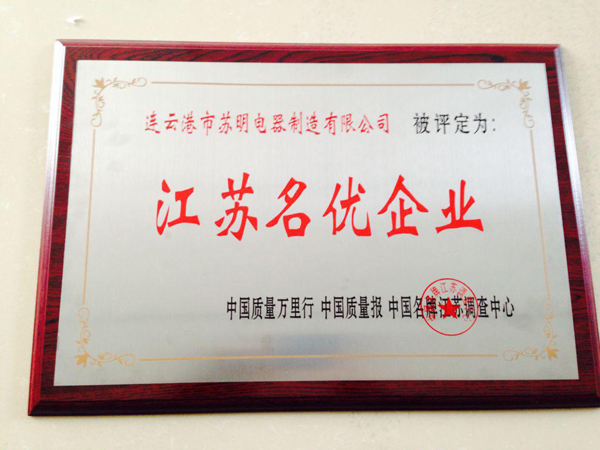 连云港市苏明电器制造有限公司 被评定为:
江苏名优企业
中国质量万里行 中国质量报 中国名牌江苏调查中心